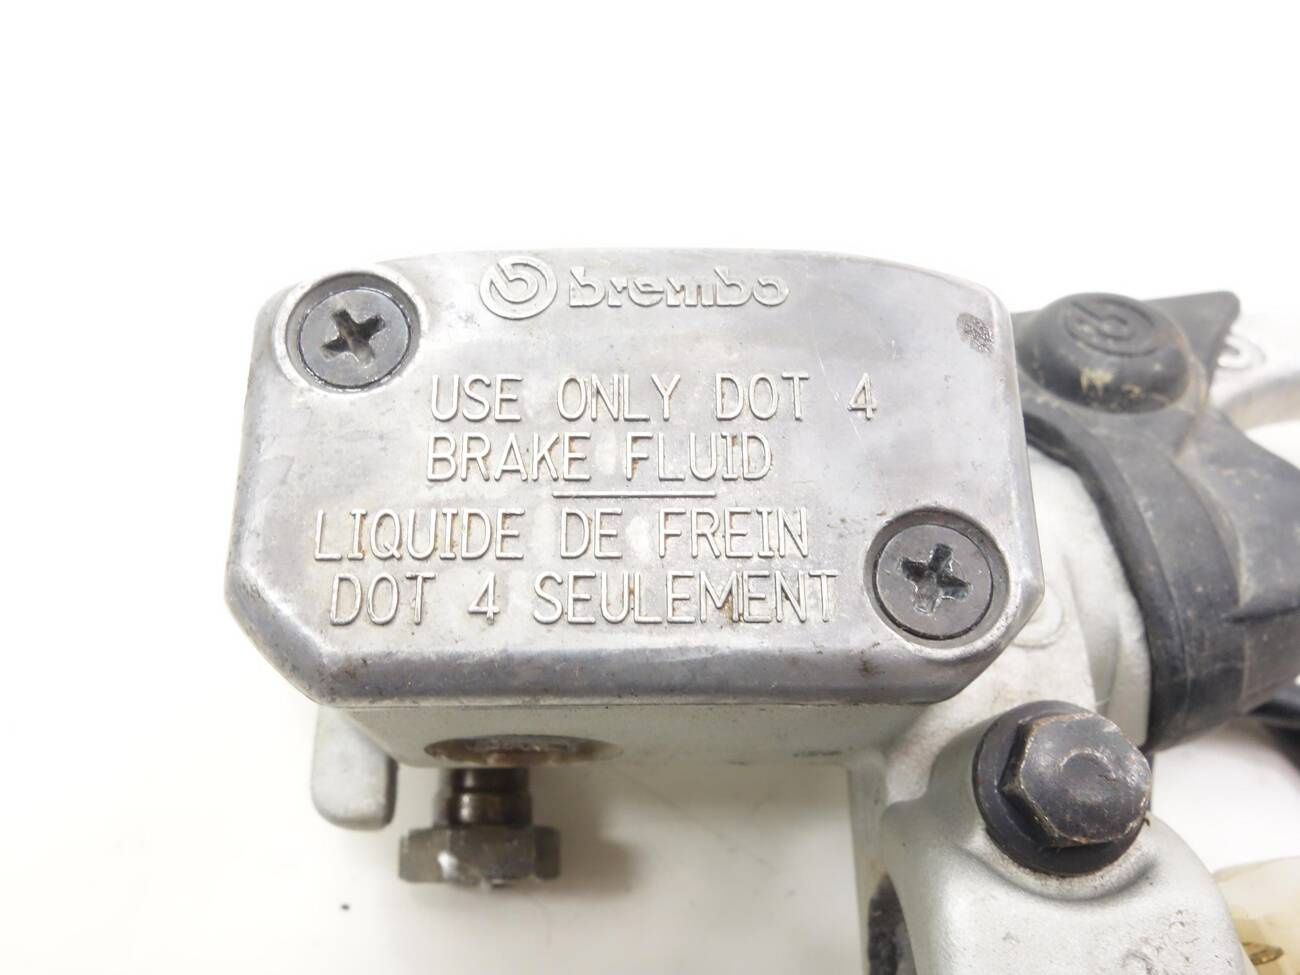 brembo
USE ONLY DOT 4
BRAKE FLUID
LIQUIDE DE FREIN
DOT 4 SEULEMENT